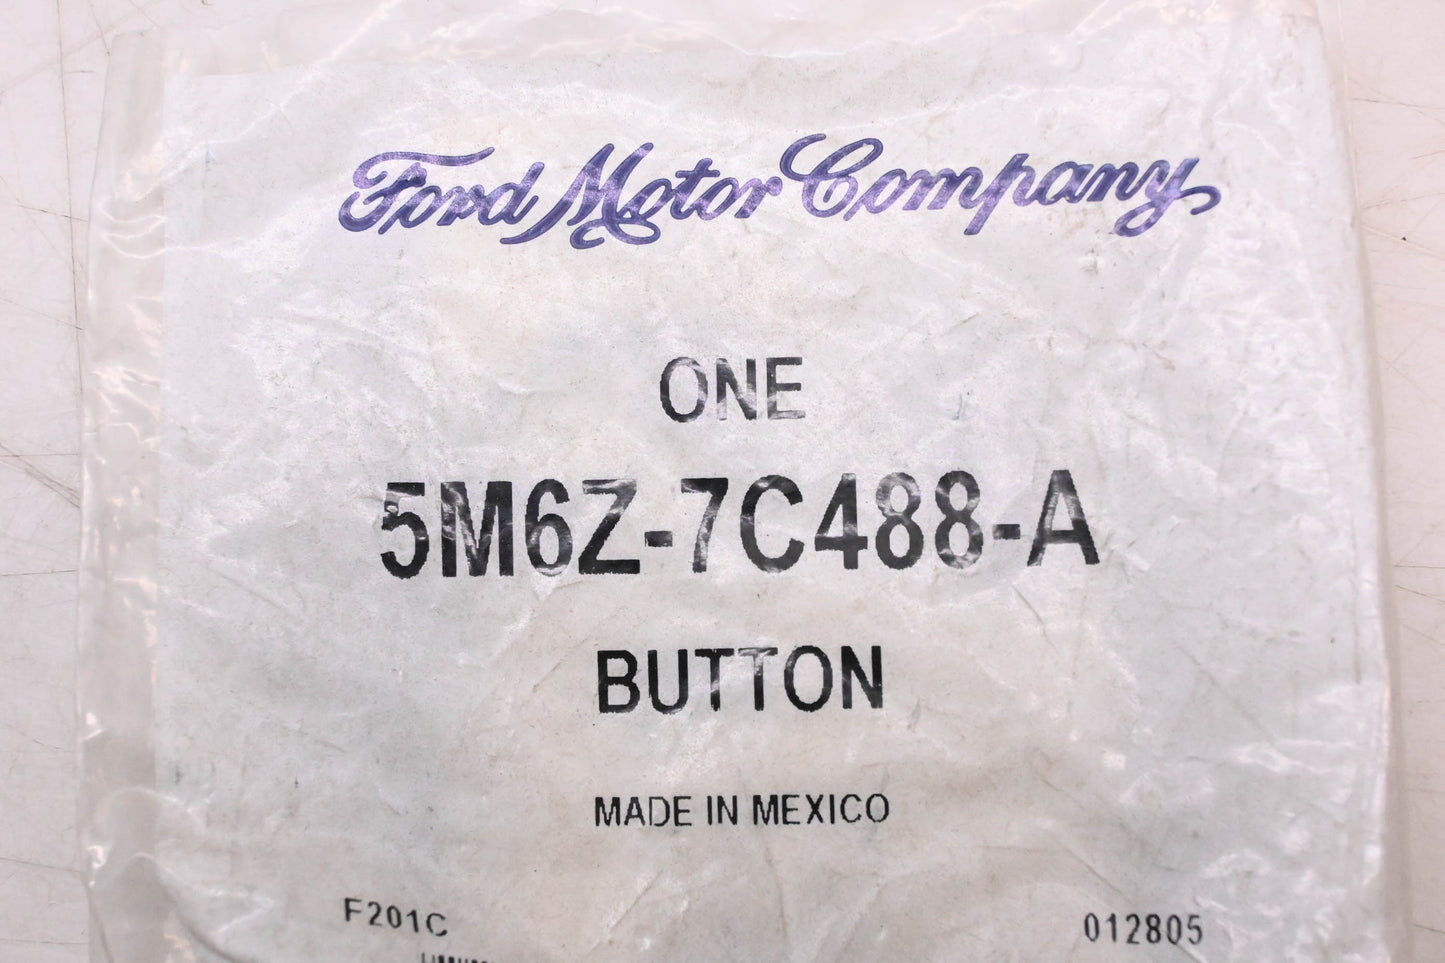 Ford Motor Company
ONE
5M6Z-7C488-A
BUTTON
MADE IN MEXICO
F201C
012805